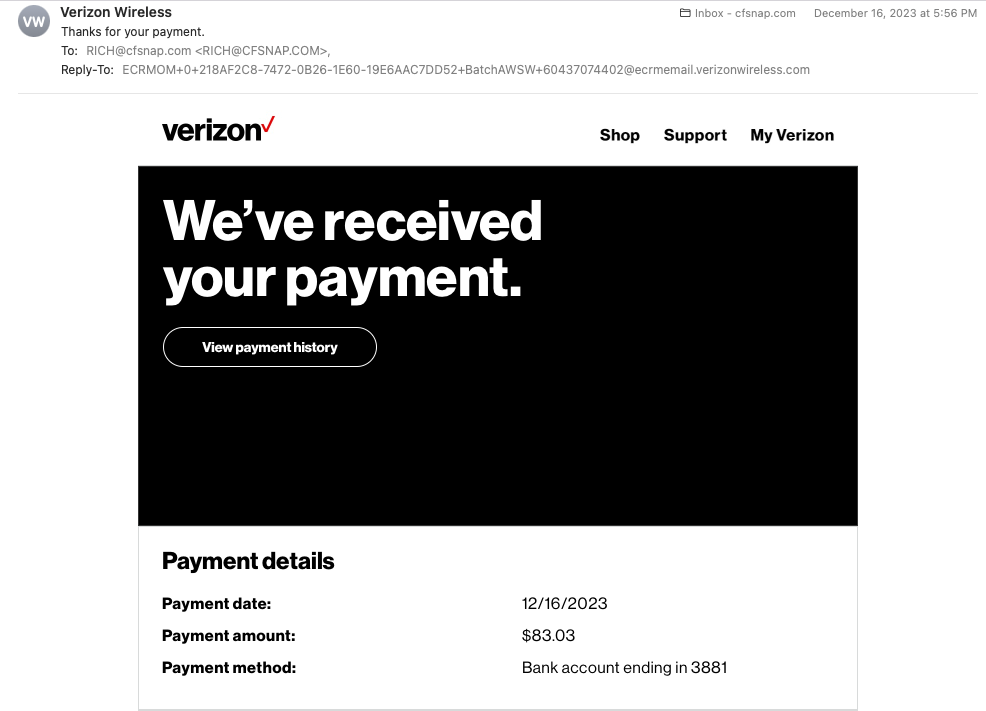 VW
Verizon Wireless
Inbox - cfsnap.com December 16, 2023 at 5:56 PM
Thanks for your payment.
To: RICH@cfsnap.com <RICH@CFSNAP.COM>,
Reply-To: ECRMOM+0+218AF2C8-7472-0B26-1E60-19E6AAC7DD52+BatchAWSW+60437074402@ecrmemail.verizonwireless.com
verizon✓
Shop Support My Verizon
We've received
your payment.
View payment history
Payment details
Payment date: 12/16/2023
Payment amount: $83.03
Payment method: Bank account ending in 3881